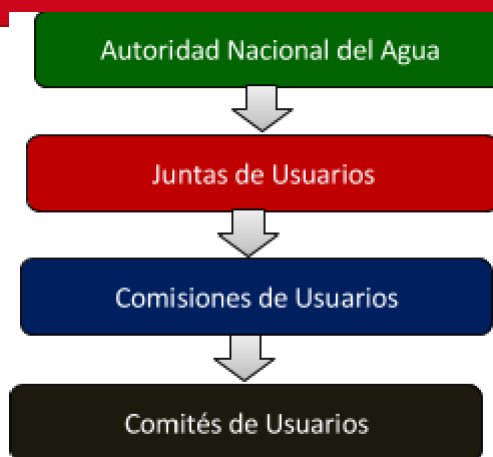 Autoridad Nacional del Agua
Juntas de Usuarios
Comisiones de Usuarios
Comités de Usuarios